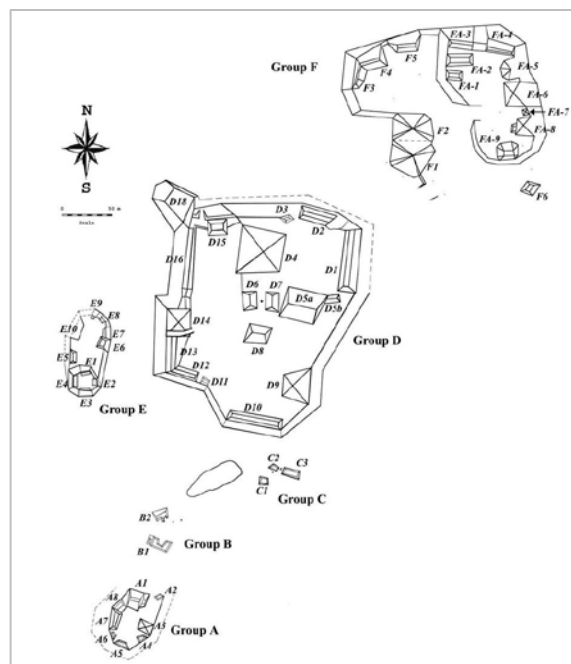 Group F
F5
F4
F3
FA-3
FA-4
FA-2
FA-5
FA-1
FA-6
FA-7
FA-8
FA-9
F2
F1
F6
N
S
50 m
Scale
D18
D3
D2
D15
D4
D1
D16
D6
D7
D5a
D5b
D14
D8
Group D
D13
D12
D11
D9
D10
E9
E8
E10
E7
E6
E5
E1
E4
E2
E3
Group E
C2
C3
C1
Group C
B2
B1
Group B
A1
A2
A8
A7
A3
A6
A5
A4
Group A